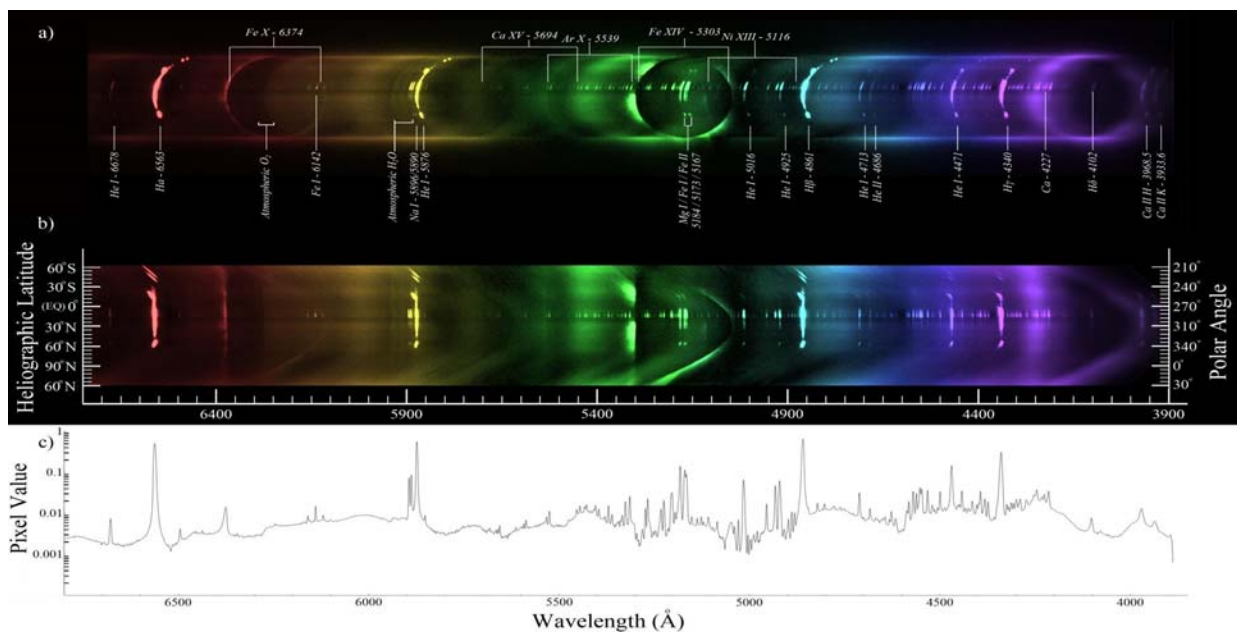 a)
Fe X - 6374
Ca XV - 5694
Ar X - 5539
Fe XIV - 5303
Ni XIII - 5116
He I - 6678
Hα - 6563
Atmospheric O₂
Fe I - 6142
Atmospheric H₂O
Na I - 5896/5890
He I - 5876
Mg I / Fe I / Fe II
5184 / 5173 / 5167
He I - 5016
He I - 4925
Hβ - 4861
He I - 4713
He II - 4686
He I - 4471
Hγ - 4340
Ca - 4227
Hδ - 4102
Ca II H - 3968.5
Ca II K - 3933.6
b)
Heliographic Latitude
60°S
30°S
(EQ) 0°
30°N
60°N
90°N
60°N
210°
240°
270°
310°
340°
0°
30°
Polar Angle
6400 5900 5400 4900 4400 3900
c)
Pixel Value
1
0.1
0.01
0.001
6500 6000 5500 5000 4500 4000
Wavelength (Å)